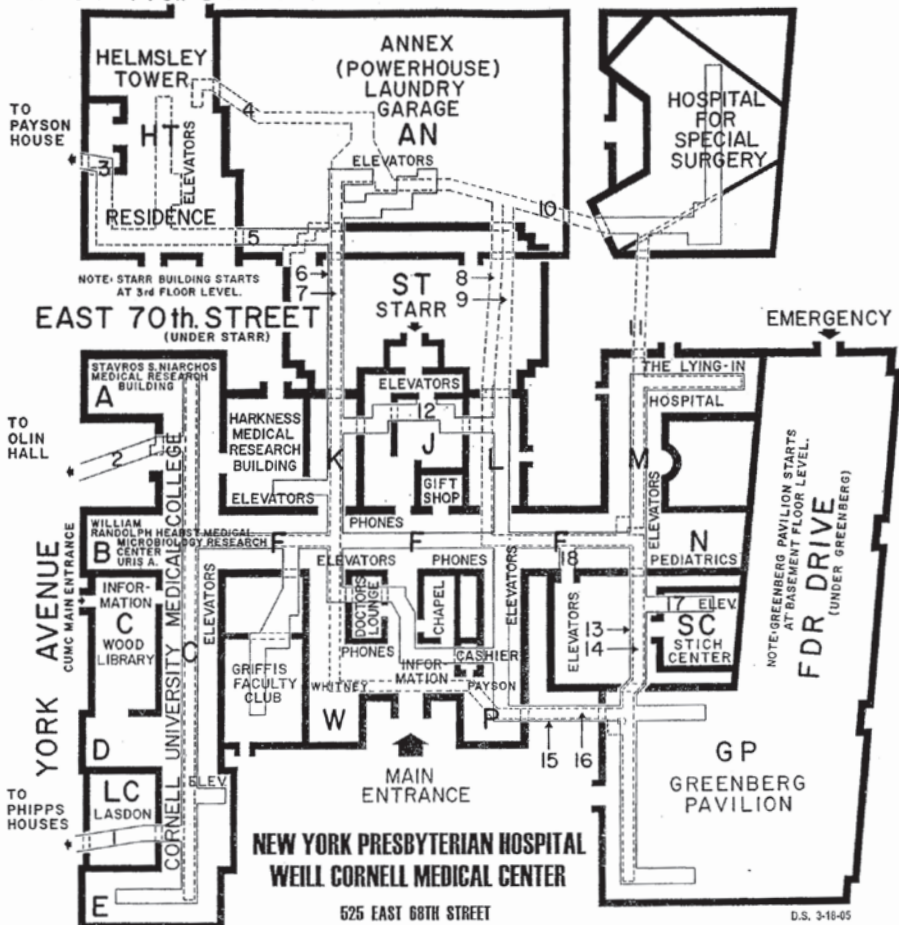 HELMSLEY
TOWER
ANNEX
(POWERHOUSE)
LAUNDRY
GARAGE
AN
HOSPITAL
FOR
SPECIAL
SURGERY
TO
PAYSON
HOUSE
4
HT
ELEVATORS
ELEVATORS
3
RESIDENCE
5
10
6
7
8
9
NOTE: STARR BUILDING STARTS
AT 3rd FLOOR LEVEL.
ST
STARR
EAST 70th. STREET
(UNDER STARR)
11
EMERGENCY
STAVROS S. NIARCHOS
MEDICAL RESEARCH
BUILDING
A
THE LYING-IN
HOSPITAL
ELEVATORS
12
TO
OLIN
HALL
2
HARKNESS
MEDICAL
RESEARCH
BUILDING
ELEVATORS
K
J
L
M
GIFT
SHOP
PHONES
NOTE: GREENBERG PAVILION STARTS
AT BASEMENT FLOOR LEVEL.
FDR DRIVE
(UNDER GREENBERG)
WILLIAM
RANDOLPH HEARST MEDICAL
MICROBIOLOGY RESEARCH
CENTER
URIS A.
B
F
F
F
18
ELEVATORS
PHONES
ELEVATORS
N
PEDIATRICS
YORK AVENUE
CUMC MAIN ENTRANCE
INFOR-
MATION
C
WOOD
LIBRARY
CORNELL UNIVERSITY MEDICAL COLLEGE
C
ELEVATORS
DOCTORS
LOUNGE
CHAPEL
ELEVATORS
ELEVATORS
17
ELEV.
SC
STICH
CENTER
13
14
PHONES
CASHIER
INFOR-
MATION
GRIFFIS
FACULTY
CLUB
WHITNEY
PAYSON
W
P
15
16
D
MAIN
ENTRANCE
GP
GREENBERG
PAVILION
ELEV.
TO
PHIPPS
HOUSES
LC
LASDON
1
E
NEW YORK PRESBYTERIAN HOSPITAL
WEILL CORNELL MEDICAL CENTER
525 EAST 68TH STREET
D.S. 3-18-05